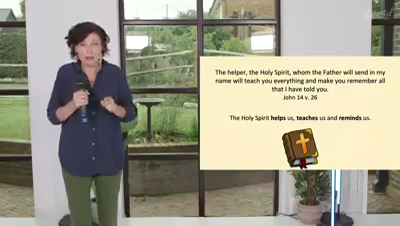 The helper, the Holy Spirit, whom the Father will send in my
name will teach you everything and make you remember all
that I have told you.
John 14 v. 26
The Holy Spirit helps us, teaches us and reminds us.